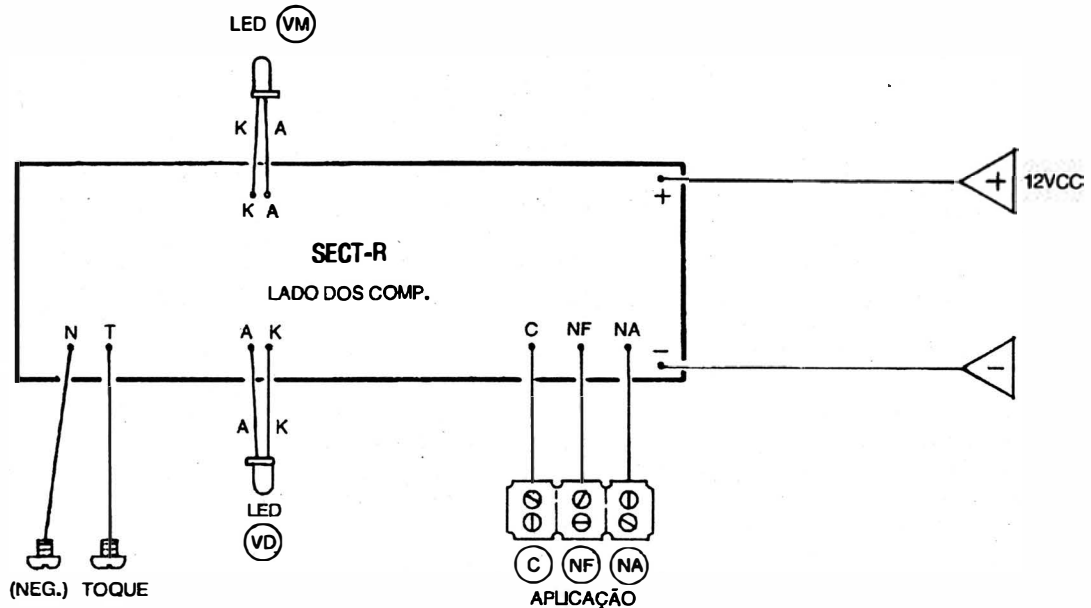 LED VM
K A
K A
+
+ 12VCC
SECT-R
LADO DOS COMP.
N T A K C NF NA -
-
A K
LED
VD
(NEG.) TOQUE
C NF NA
APLICAÇÃO